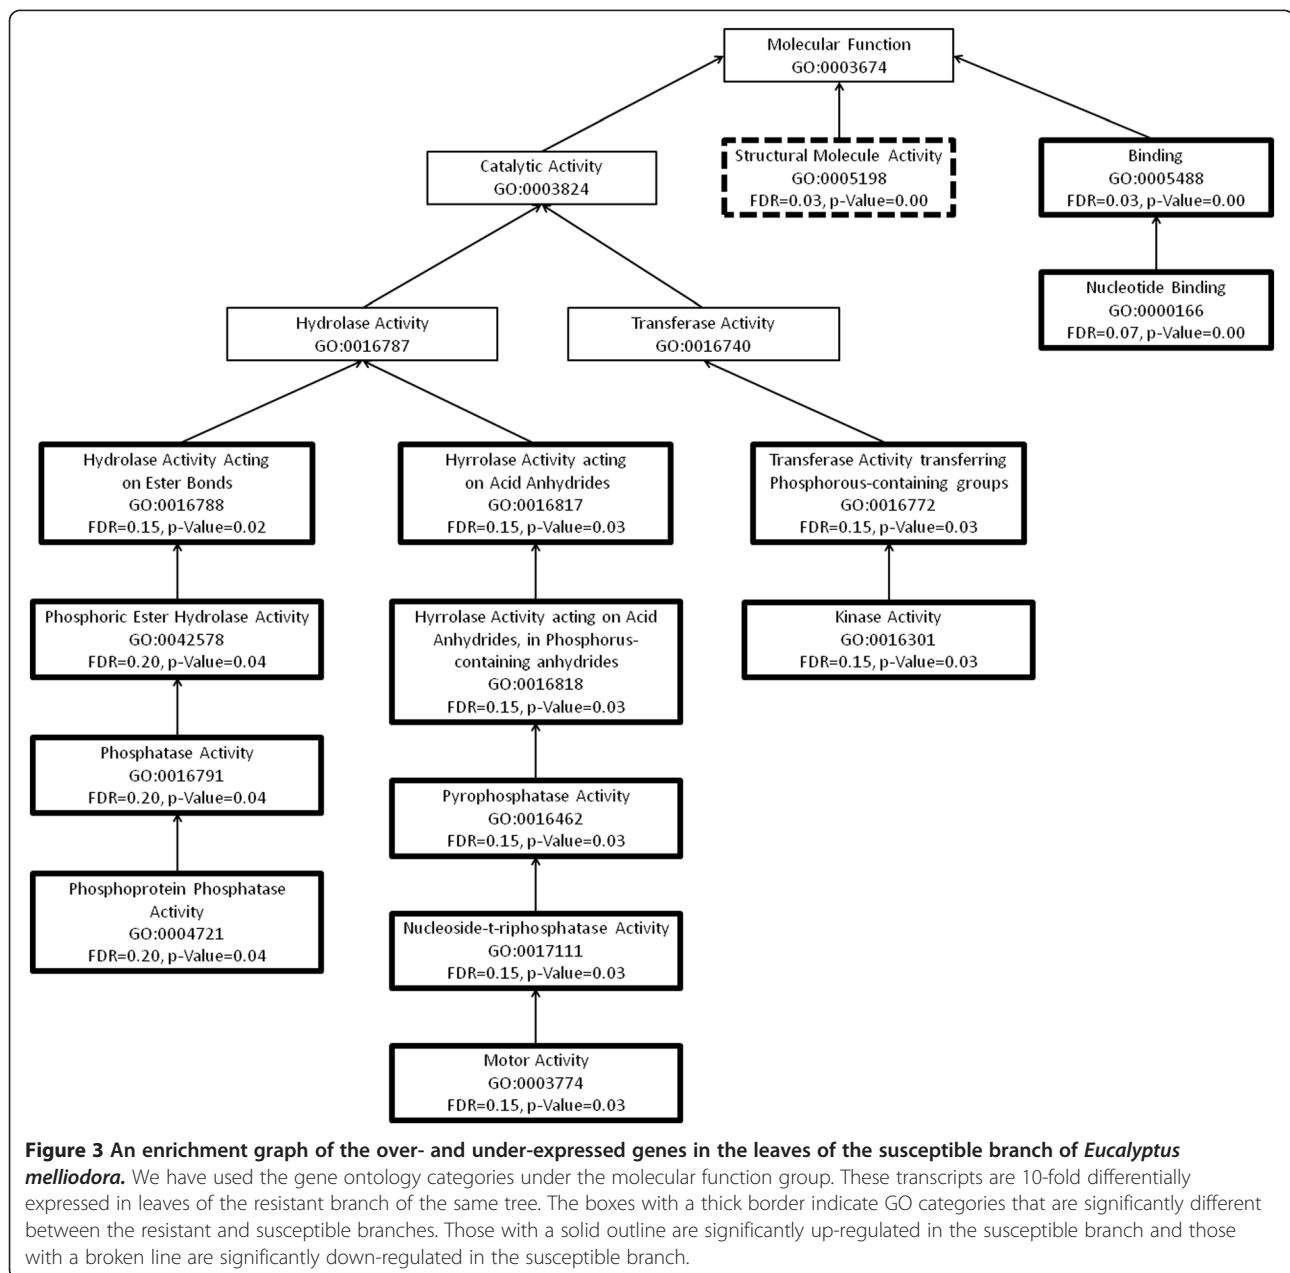 Molecular Function
GO:0003674
Structural Molecule Activity
GO:0005198
FDR=0.03, p-Value=0.00
Binding
GO:0005488
FDR=0.03, p-Value=0.00
Catalytic Activity
GO:0003824
Nucleotide Binding
GO:0000166
FDR=0.07, p-Value=0.00
Hydrolase Activity
GO:0016787
Transferase Activity
GO:0016740
Hydrolase Activity Acting
on Ester Bonds
GO:0016788
FDR=0.15, p-Value=0.02
Hyrrolase Activity acting
on Acid Anhydrides
GO:0016817
FDR=0.15, p-Value=0.03
Transferase Activity transferring
Phosphorous-containing groups
GO:0016772
FDR=0.15, p-Value=0.03
Phosphoric Ester Hydrolase Activity
GO:0042578
FDR=0.20, p-Value=0.04
Hyrrolase Activity acting on Acid
Anhydrides, in Phosphorus-
containing anhydrides
GO:0016818
FDR=0.15, p-Value=0.03
Kinase Activity
GO:0016301
FDR=0.15, p-Value=0.03
Phosphatase Activity
GO:0016791
FDR=0.20, p-Value=0.04
Pyrophosphatase Activity
GO:0016462
FDR=0.15, p-Value=0.03
Phosphoprotein Phosphatase
Activity
GO:0004721
FDR=0.20, p-Value=0.04
Nucleoside-t-riphosphatase Activity
GO:0017111
FDR=0.15, p-Value=0.03
Motor Activity
GO:0003774
FDR=0.15, p-Value=0.03
Figure 3 An enrichment graph of the over- and under-expressed genes in the leaves of the susceptible branch of Eucalyptus
melliodora. We have used the gene ontology categories under the molecular function group. These transcripts are 10-fold differentially
expressed in leaves of the resistant branch of the same tree. The boxes with a thick border indicate GO categories that are significantly different
between the resistant and susceptible branches. Those with a solid outline are significantly up-regulated in the susceptible branch and those
with a broken line are significantly down-regulated in the susceptible branch.